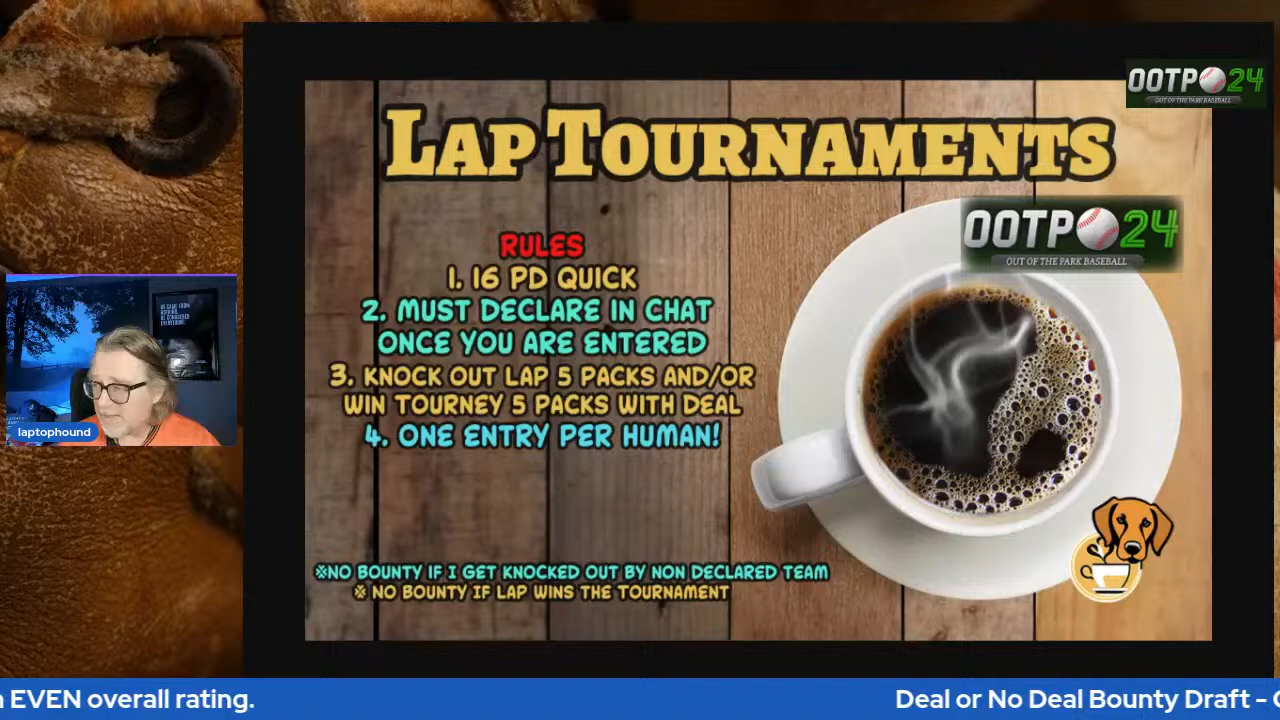 OOTP 24
OUT OF THE PARK BASEBALL
LAP TOURNAMENTS
OOTP 24
OUT OF THE PARK BASEBALL
RULES
1. 16 PD QUICK
2. MUST DECLARE IN CHAT
ONCE YOU ARE ENTERED
3. KNOCK OUT LAP 5 PACKS AND/OR
WIN TOURNEY 5 PACKS WITH DEAL
4. ONE ENTRY PER HUMAN!
laptophound
*NO BOUNTY IF I GET KNOCKED OUT BY NON DECLARED TEAM
* NO BOUNTY IF LAP WINS THE TOURNAMENT
EVEN overall rating.
Deal or No Deal Bounty Draft -